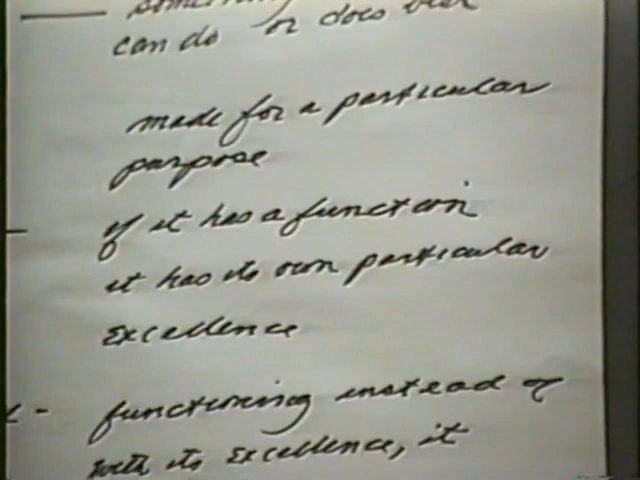 can do or does best
made for a particular
purpose
if it has a function
it has its own particular
excellence
functioning instead of
with its excellence, it